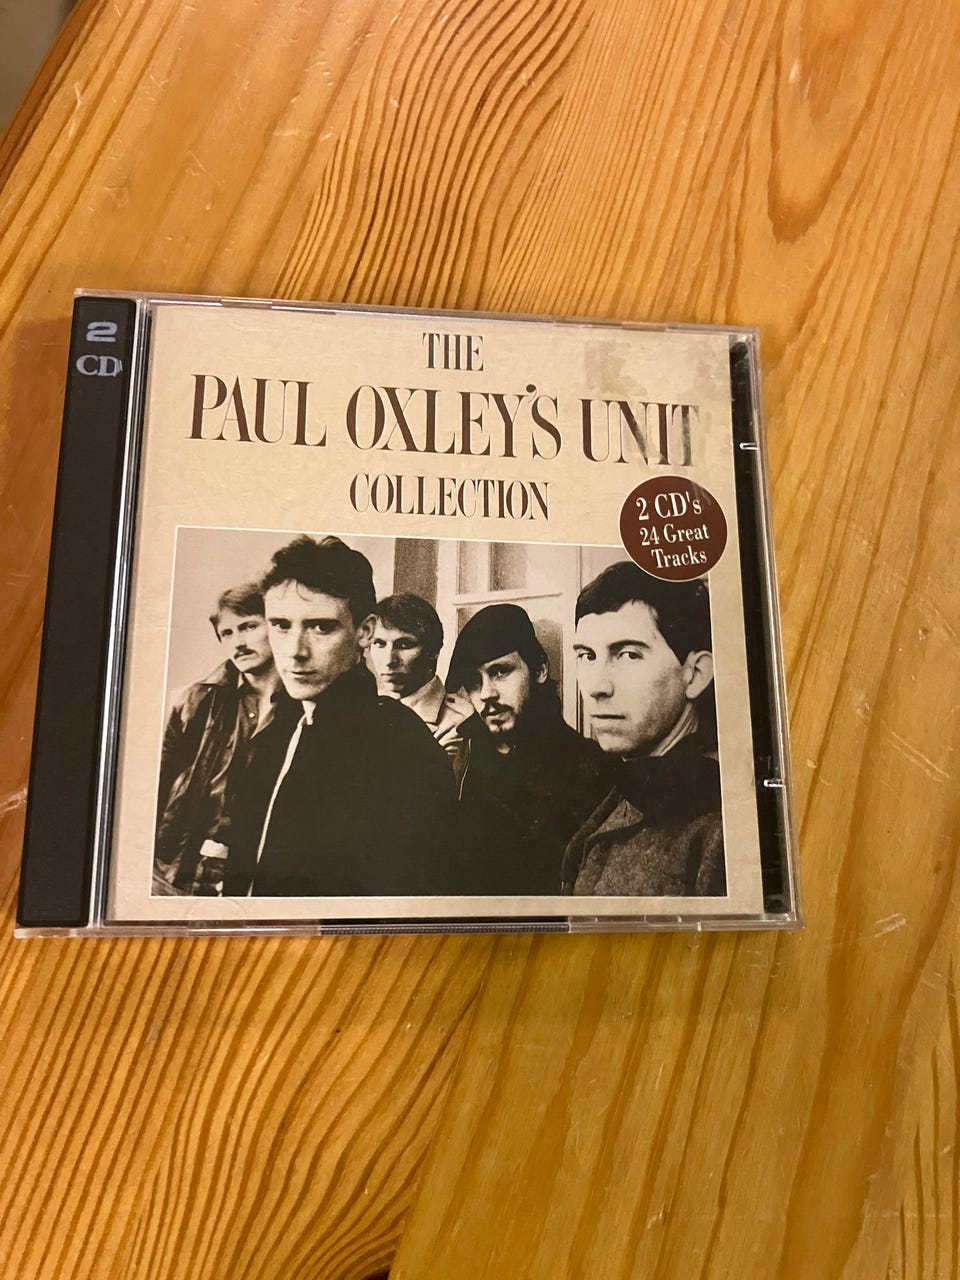 2
CD
THE
PAUL OXLEY'S UNIT
COLLECTION
2 CD's
24 Great
Tracks